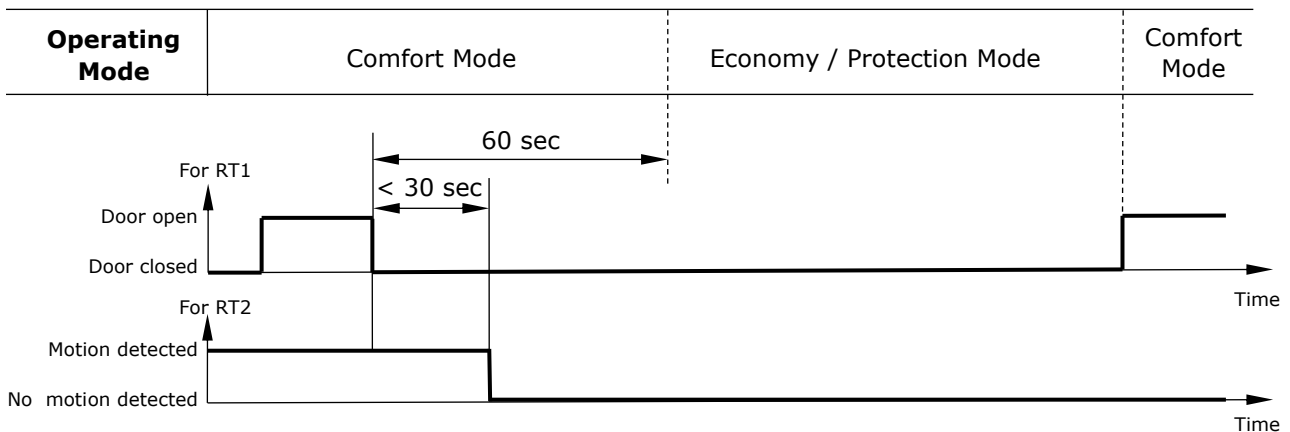 Operating
Mode
Comfort Mode
Economy / Protection Mode
Comfort
Mode
60 sec
For RT1
< 30 sec
Door open
Door closed
Time
For RT2
Motion detected
No motion detected
Time